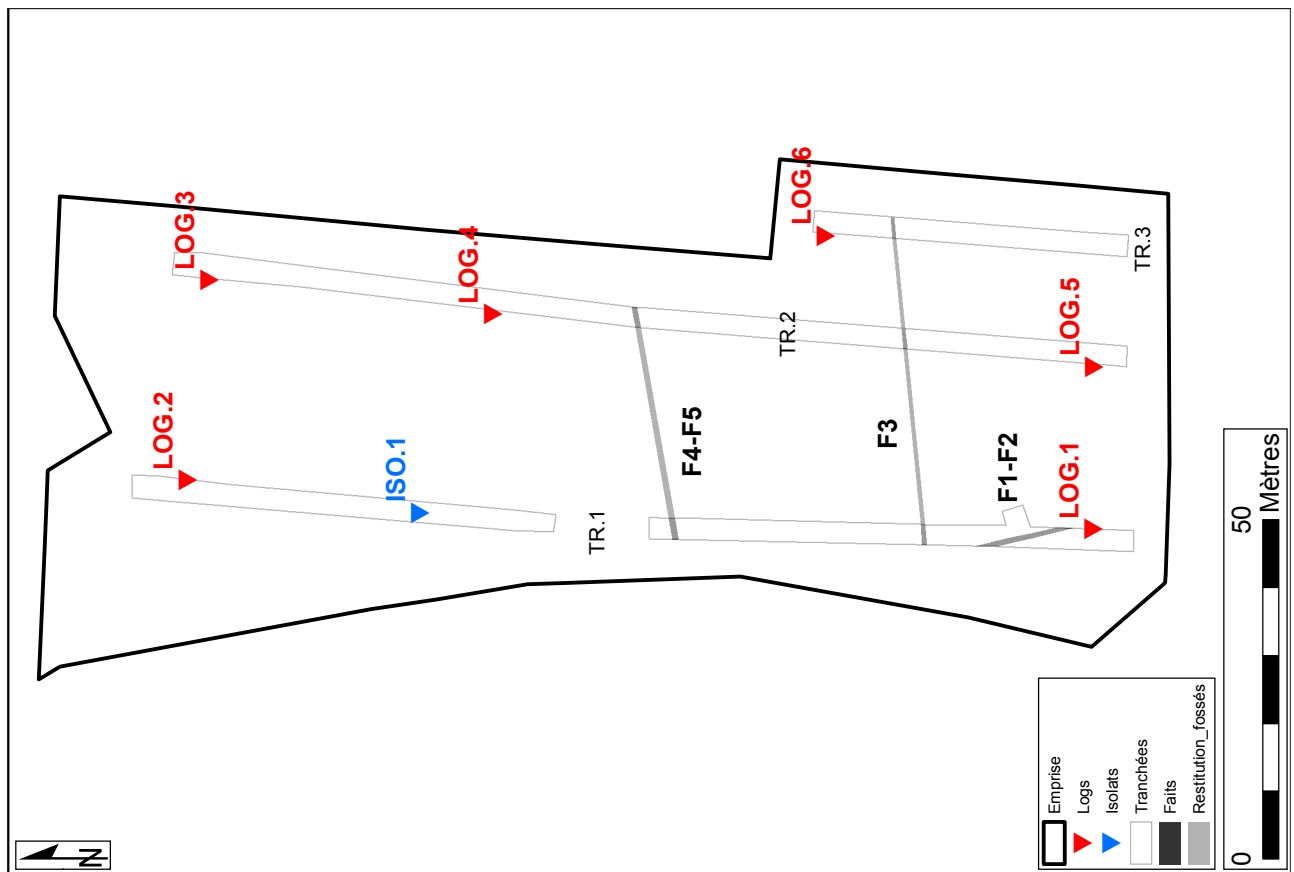 LOG.3
LOG.6
LOG.4
LOG.2
ISO.1
LOG.5
TR.3
TR.2
F4-F5
F3
TR.1
F1-F2
LOG.1
N
Emprise
Logs
Isolats
Tranchées
Faits
Restitution_fossés
0
50
Mètres